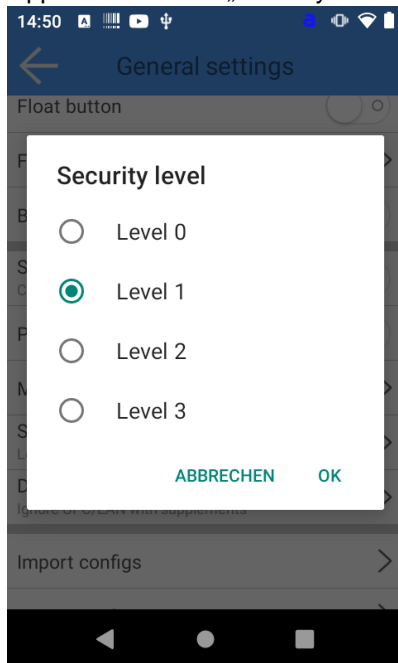 14:50
General settings
Float button
F
Security level
B
Level 0
S
C
Level 1
P
Level 2
M
Level 3
S
L
ABBRECHEN OK
D
Ignore UPC/EAN with supplements
Import configs